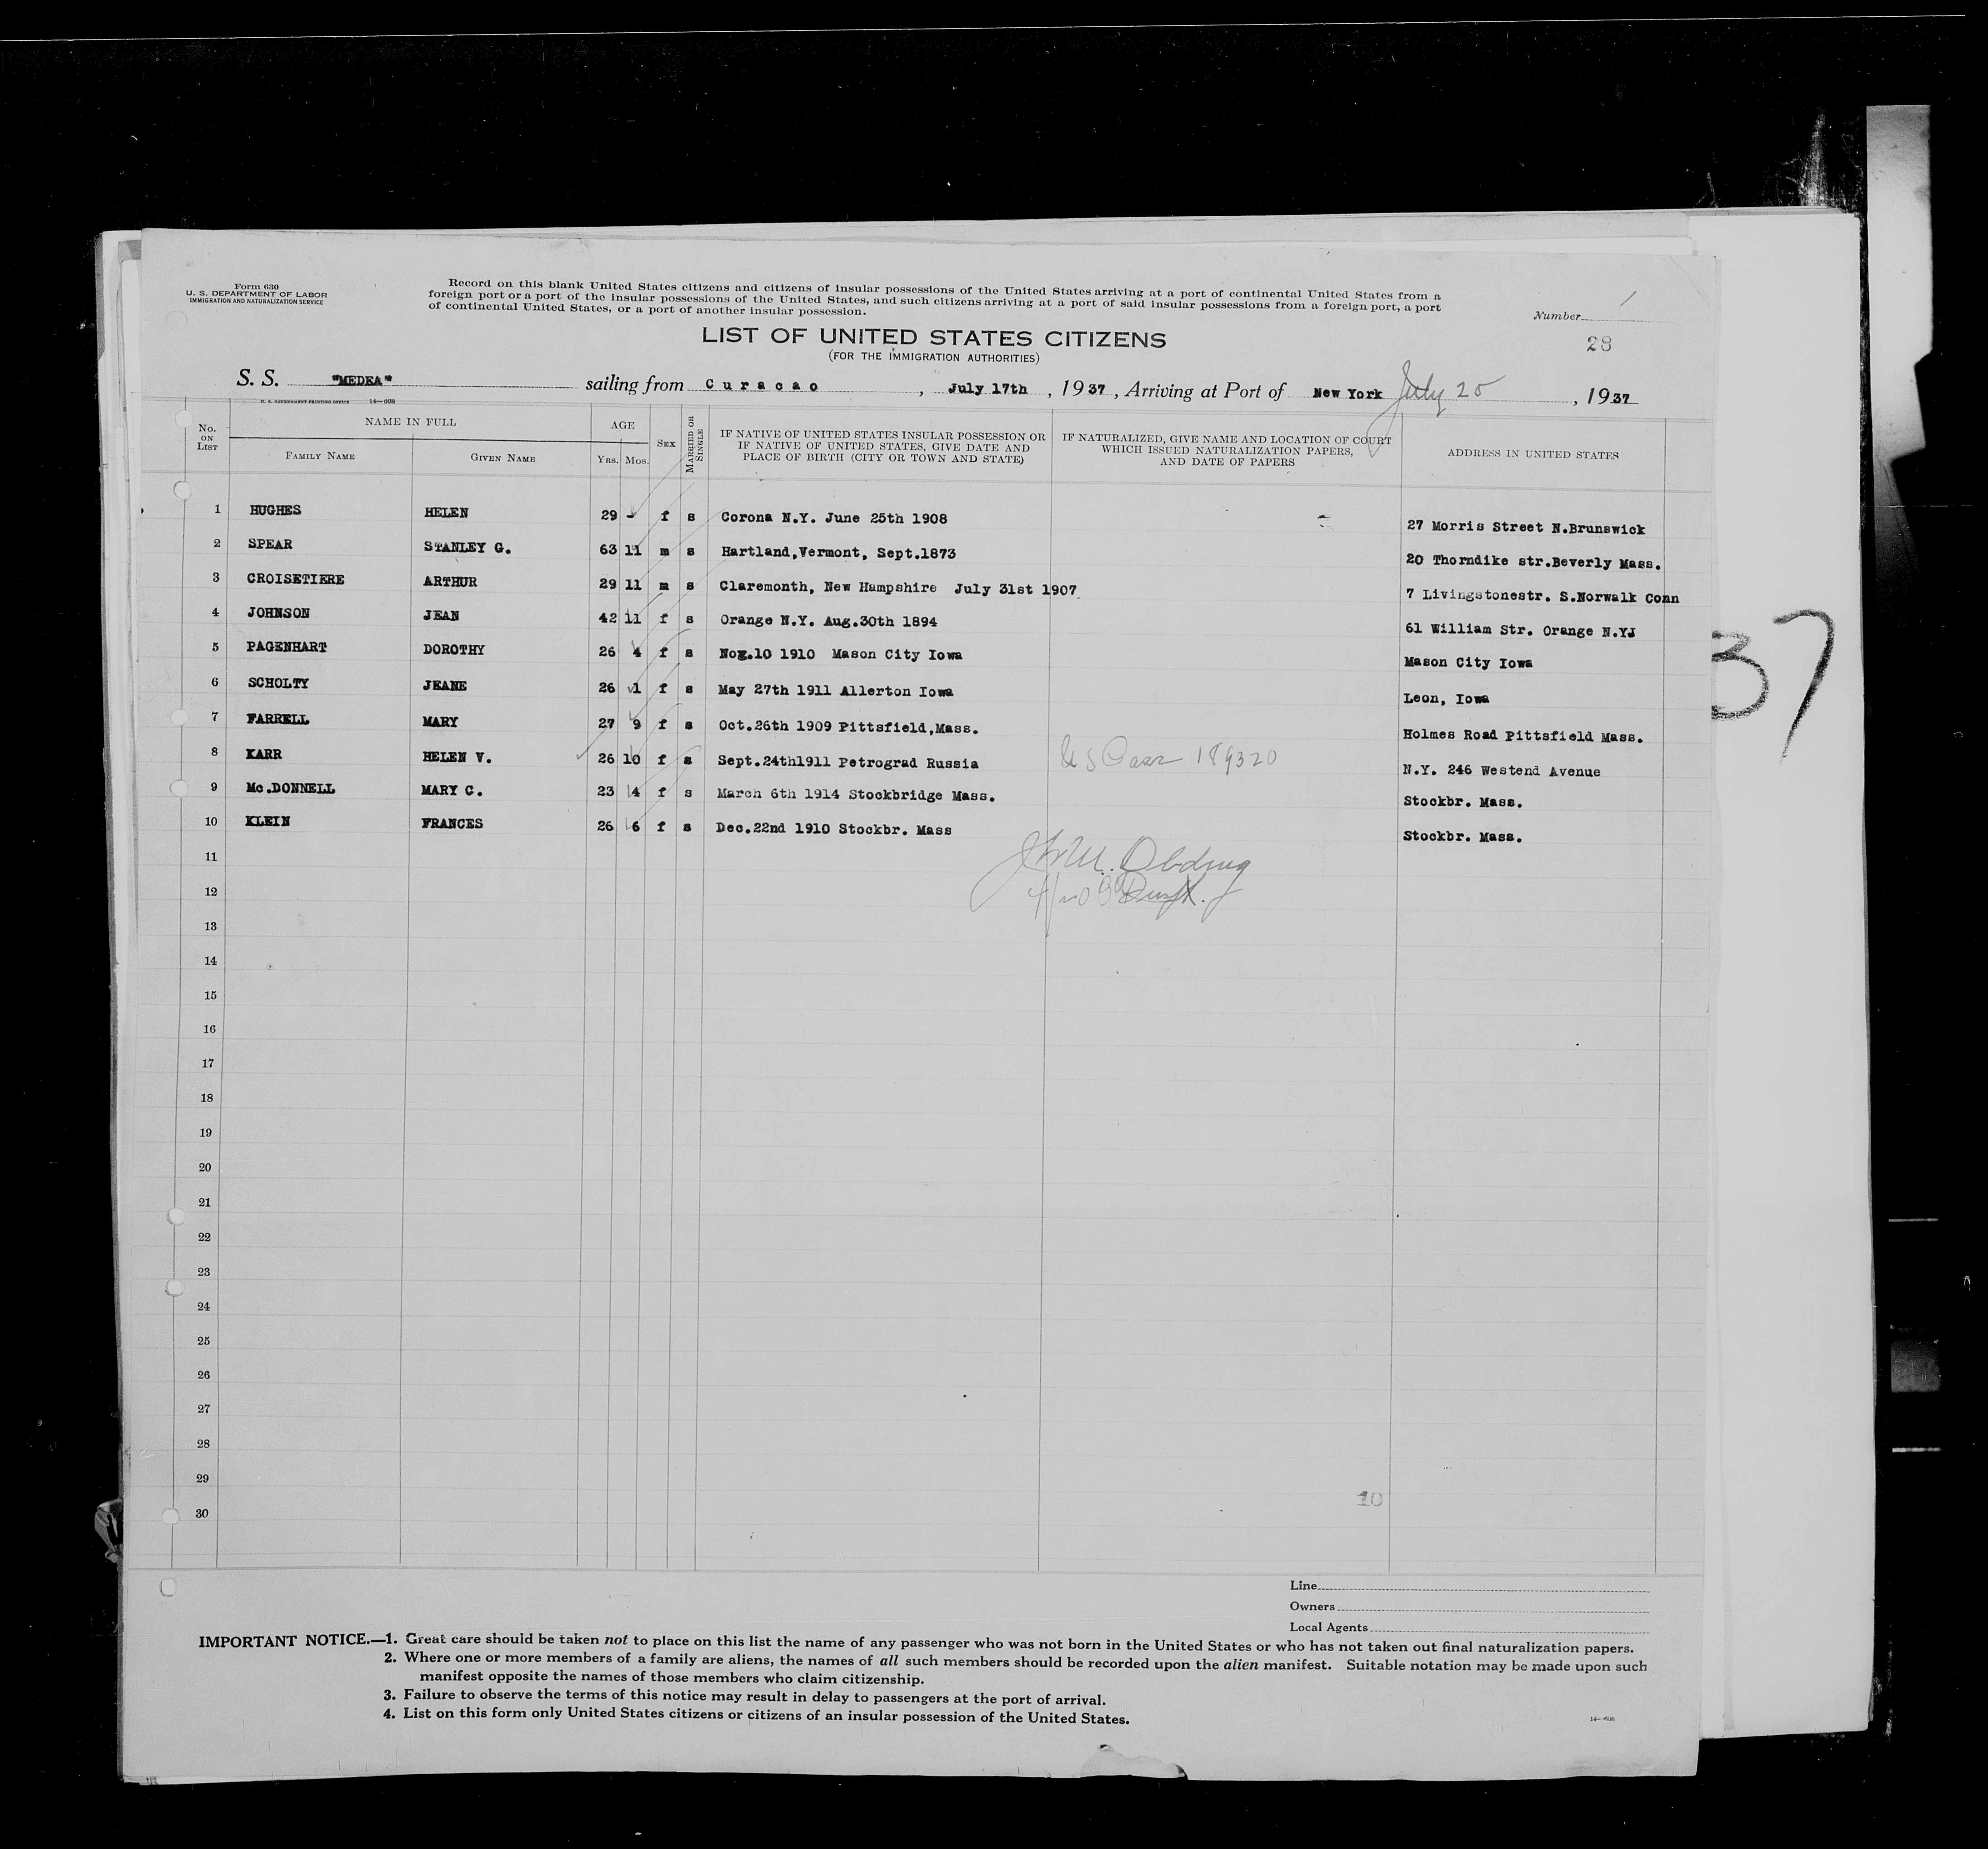 Form 630
U. S. DEPARTMENT OF LABOR
IMMIGRATION AND NATURALIZATION SERVICE
Record on this blank United States citizens and citizens of insular possessions of the United States arriving at a port of continental United States from a
foreign port or a port of the insular possessions of the United States, and such citizens arriving at a port of said insular possessions from a foreign port, a port
of continental United States, or a port of another insular possession.
Number
28
LIST OF UNITED STATES CITIZENS
(FOR THE IMMIGRATION AUTHORITIES)
S. S. "MEDEA" sailing from Curacao, July 17th, 1937, Arriving at Port of New York July 25, 1937
U. S. GOVERNMENT PRINTING OFFICE 14—608
No. ON LIST NAME IN FULL FAMILY NAME GIVEN NAME AGE YRS. MOS. SEX MARRIED OR SINGLE IF NATIVE OF UNITED STATES INSULAR POSSESSION OR IF NATIVE OF UNITED STATES, GIVE DATE AND PLACE OF BIRTH (CITY OR TOWN AND STATE) IF NATURALIZED, GIVE NAME AND LOCATION OF COURT WHICH ISSUED NATURALIZATION PAPERS, AND DATE OF PAPERS ADDRESS IN UNITED STATES
1 HUGHES HELEN 29 - f s Corona N.Y. June 25th 1908 27 Morris Street N.Brunswick
2 SPEAR STANLEY G. 63 11 m s Hartland,Vermont, Sept.1873 20 Thorndike str.Beverly Mass.
3 CROISETIERE ARTHUR 29 11 m s Claremonth, New Hampshire July 31st 1907 7 Livingstonestr. S.Norwalk Conn
4 JOHNSON JEAN 42 11 f s Orange N.Y. Aug.30th 1894 61 William Str. Orange N.YJ
5 PAGENHART DOROTHY 26 4 f s 10 1910 Mason City Iowa Mason City Iowa
6 SCHOLTY JEANE 26 1 f s May 27th 1911 Allerton Iowa Leon, Iowa
7 FARRELL MARY 27 9 f s Oct.26th 1909 Pittsfield,Mass. Holmes Road Pittsfield Mass.
8 KARR HELEN V. 26 10 f s Sept.24th1911 Petrograd Russia U S 189320 N.Y. 246 Westend Avenue
9 Mc.DONNELL MARY C. 23 4 f s March 6th 1914 Stockbridge Mass. Stockbr. Mass.
10 KLEIN FRANCES 26 6 f s Dec.22nd 1910 Stockbr. Mass Stockbr. Mass.
11
12
13
14
15
16
17
18
19
20
21
22
23
24
25
26
27
28
29
30
10
37
Line
Owners
Local Agents
IMPORTANT NOTICE.—1. Great care should be taken not to place on this list the name of any passenger who was not born in the United States or who has not taken out final naturalization papers.
2. Where one or more members of a family are aliens, the names of all such members should be recorded upon the alien manifest. Suitable notation may be made upon such
manifest opposite the names of those members who claim citizenship.
3. Failure to observe the terms of this notice may result in delay to passengers at the port of arrival.
4. List on this form only United States citizens or citizens of an insular possession of the United States.
14—608